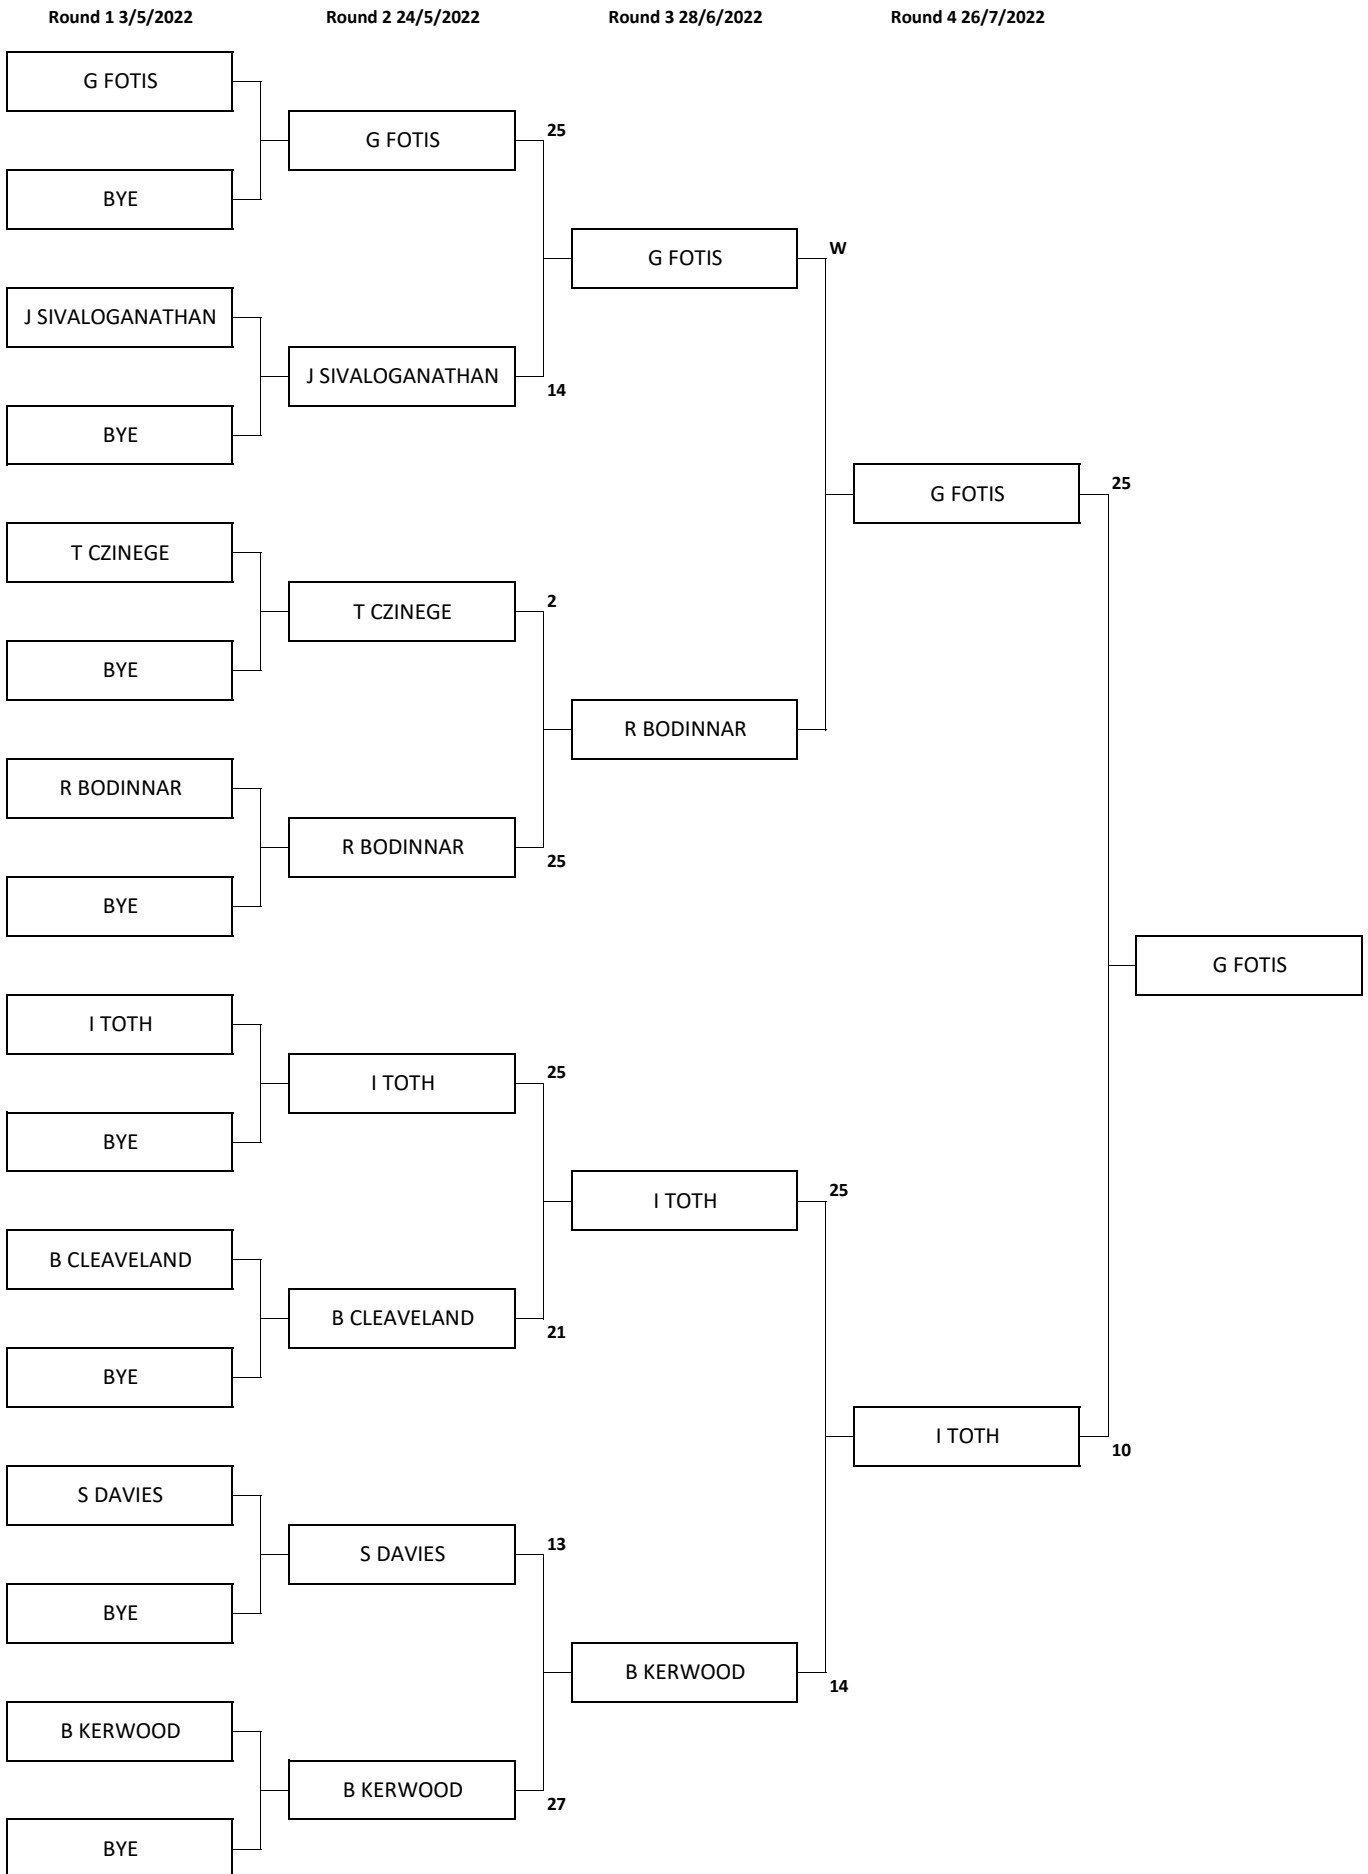 Round 1 3/5/2022
Round 2 24/5/2022
Round 3 28/6/2022
Round 4 26/7/2022
G FOTIS
BYE
J SIVALOGANATHAN
BYE
T CZINEGE
BYE
R BODINNAR
BYE
I TOTH
BYE
B CLEAVELAND
BYE
S DAVIES
BYE
B KERWOOD
BYE
G FOTIS
25
J SIVALOGANATHAN
14
T CZINEGE
2
R BODINNAR
25
I TOTH
25
B CLEAVELAND
21
S DAVIES
13
B KERWOOD
27
G FOTIS
W
R BODINNAR
I TOTH
25
B KERWOOD
14
G FOTIS
25
I TOTH
10
G FOTIS